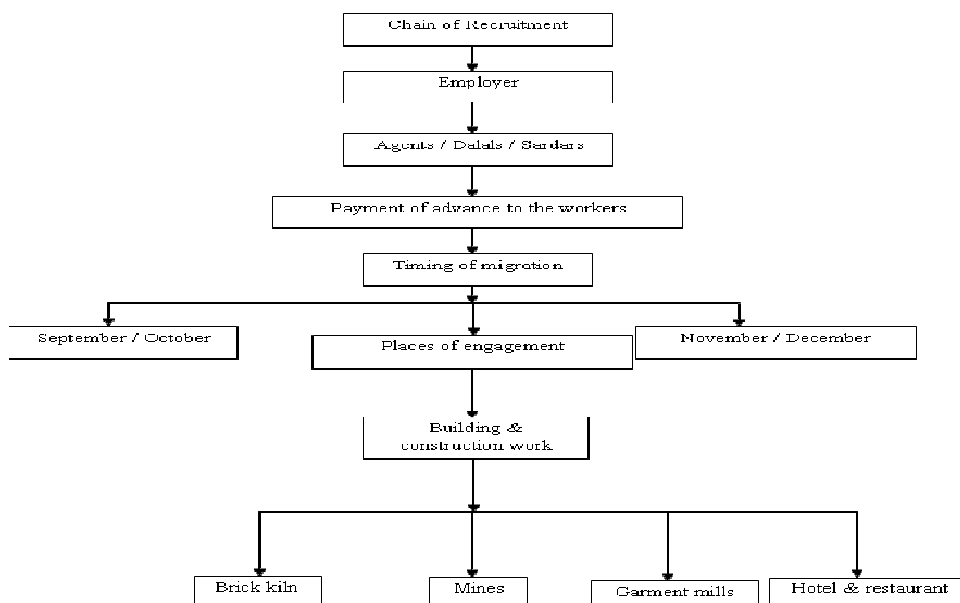 Chain of Recruitment
Employer
Agents / Dalals / Sardars
Payment of advance to the workers
Timing of migration
September / October
Places of engagement
November / December
Building &
construction work
Brick kiln
Mines
Garment mills
Hotel & restaurant